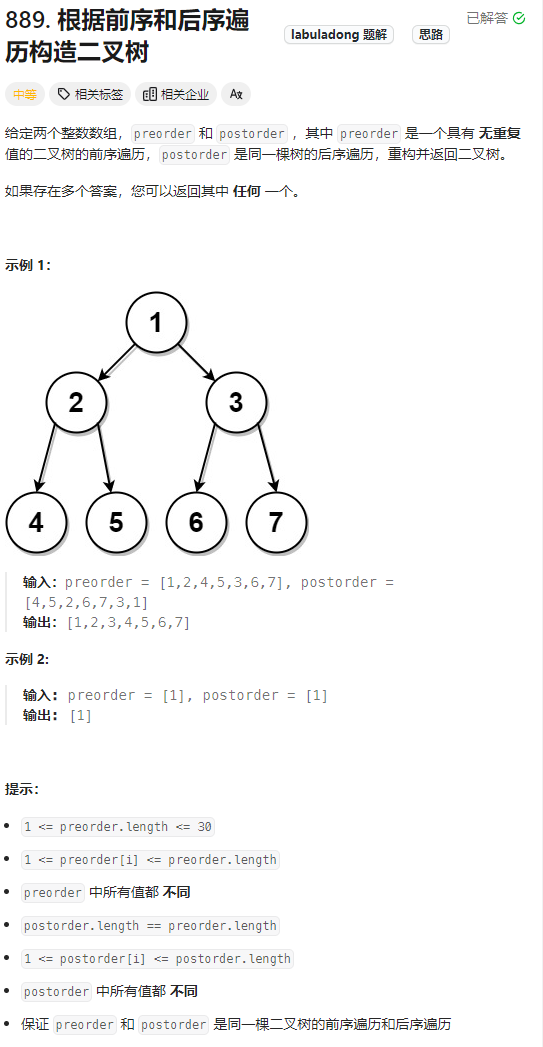 889. 根据前序和后序遍
历构造二叉树
labuladong 题解
思路
已解答
中等
相关标签
相关企业
给定两个整数数组，preorder 和 postorder ，其中 preorder 是一个具有 无重复
值的二叉树的前序遍历，postorder 是同一棵树的后序遍历，重构并返回二叉树。
如果存在多个答案，您可以返回其中 任何 一个。
示例 1：
1
2
3
4
5
6
7
输入：preorder = [1,2,4,5,3,6,7], postorder =
[4,5,2,6,7,3,1]
输出：[1,2,3,4,5,6,7]
示例 2:
输入: preorder = [1], postorder = [1]
输出: [1]
提示：
1 <= preorder.length <= 30
1 <= preorder[i] <= preorder.length
preorder 中所有值都 不同
postorder.length == preorder.length
1 <= postorder[i] <= postorder.length
postorder 中所有值都 不同
保证 preorder 和 postorder 是同一棵二叉树的前序遍历和后序遍历